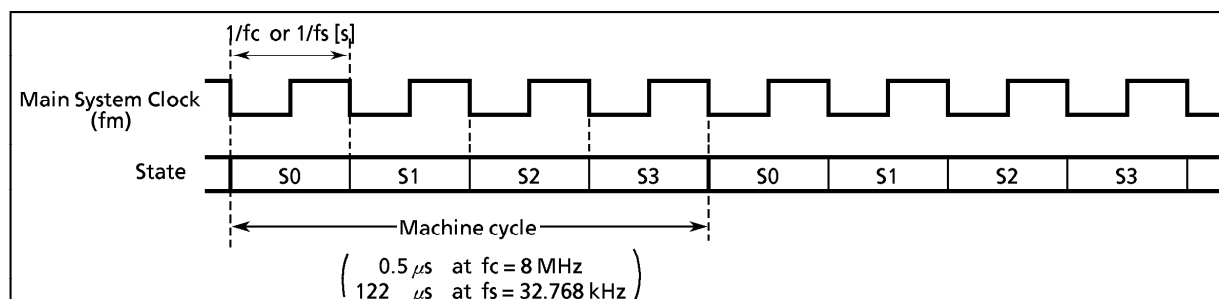 1/fc or 1/fs [s]
Main System Clock
(fm)
State S0 S1 S2 S3 S0 S1 S2 S3
Machine cycle
0.5 μs at fc = 8 MHz
122 μs at fs = 32.768 kHz